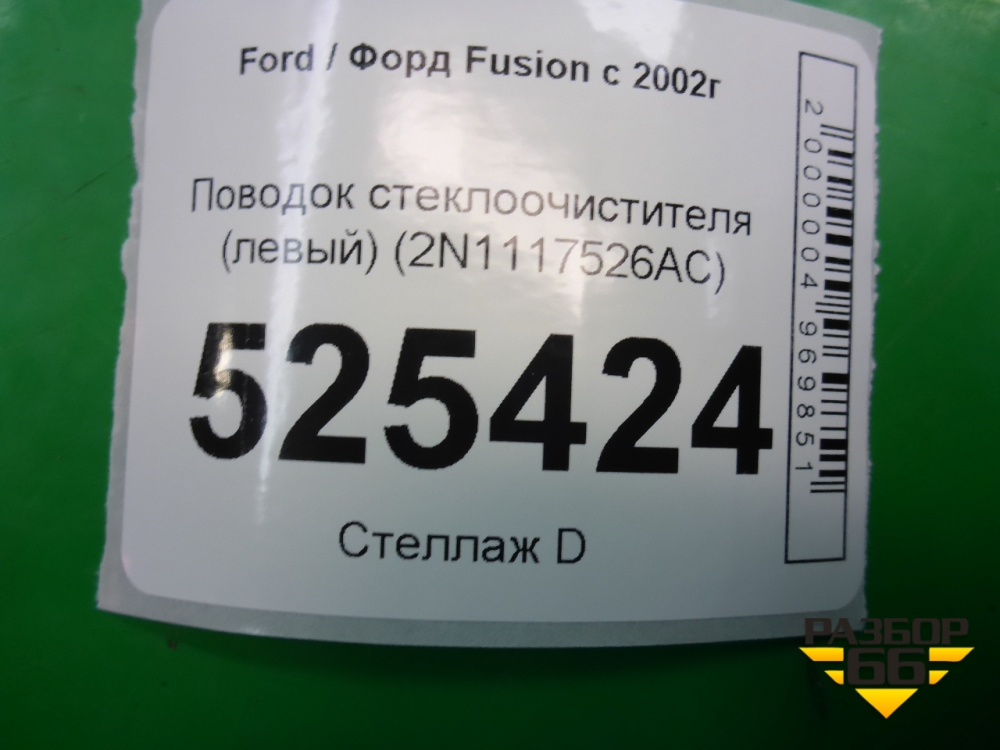 Ford / Форд Fusion с 2002г
Поводок стеклоочистителя
(левый) (2N1117526AC)
525424
Стеллаж D
2000004969851
РАЗБОР
66